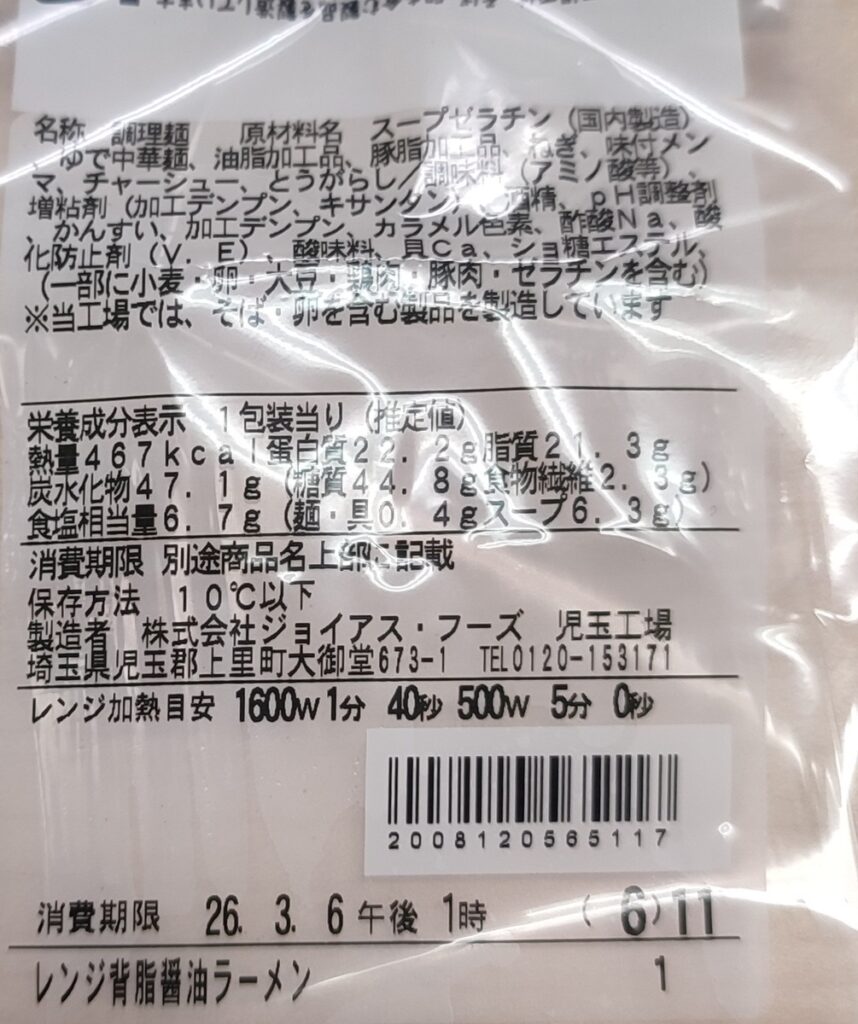 名称 調理麺 原材料名 スープゼラチン（国内製造）
、ゆで中華麺、油脂加工品、豚脂加工品、ねぎ、味付メン
マ、チャーシュー、とうがらし／調味料（アミノ酸等）、
増粘剤（加工デンプン、キサンタン）、酒精、ｐＨ調整剤
、かんすい、加工デンプン、カラメル色素、酢酸Ｎａ、酸
化防止剤（Ｖ．Ｅ）、酸味料、貝Ｃａ、ショ糖エステル、
（一部に小麦・卵・大豆・鶏肉・豚肉・ゼラチンを含む）
※当工場では、そば・卵を含む製品を製造しています
栄養成分表示 １包装当り（推定値）
熱量４６７ｋｃａｌ蛋白質２２．２ｇ脂質２１．３ｇ
炭水化物４７．１ｇ（糖質４４．８ｇ食物繊維２．３ｇ）
食塩相当量６．７ｇ（麺・具０．４ｇスープ６．３ｇ）
消費期限 別途商品名上部に記載
保存方法 １０℃以下
製造者 株式会社ジョイアス・フーズ 児玉工場
埼玉県児玉郡上里町大御堂673-1 TEL0120-153171
レンジ加熱目安 1600W 1分 40秒 500W 5分 0秒
2008120565117
消費期限 26. 3. 6 午後 1時 (6)11
レンジ背脂醤油ラーメン 1